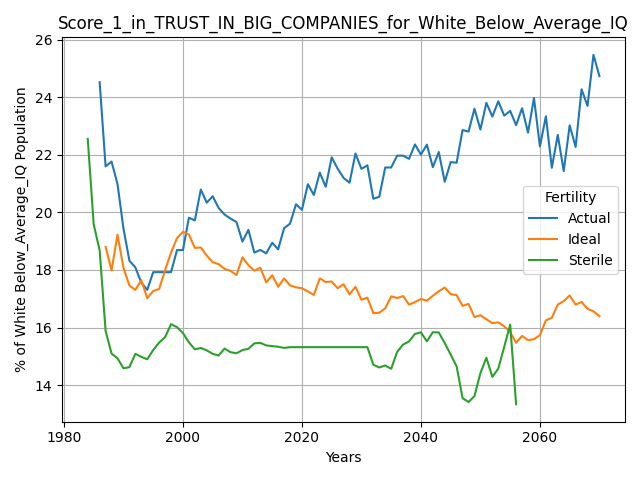 Score_1_in_TRUST_IN_BIG_COMPANIES_for_White_Below_Average_IQ
% of White Below_Average_IQ Population
26
24
22
20
18
16
14
Fertility
Actual
Ideal
Sterile
1980 2000 2020 2040 2060
Years